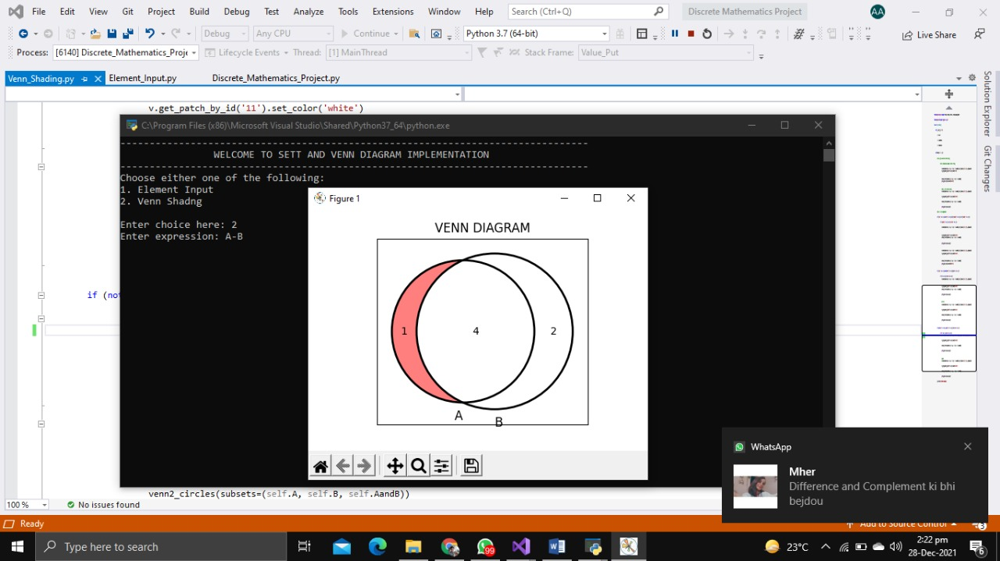 File Edit View Git Project Build Debug Test Analyze Tools Extensions Window Help Search (Ctrl+Q) Discrete Mathematics Project AA
Debug Any CPU Continue Python 3.7 (64-bit) Live Share
Process: [6140] Discrete_Mathematics_Proje Lifecycle Events Thread: [1] MainThread Stack Frame: Value_Put
Venn_Shading.py Element_Input.py Discrete_Mathematics_Project.py
Solution Explorer
Git Changes
v.get_patch_by_id('11').set_color('white')
C:\Program Files (x86)\Microsoft Visual Studio\Shared\Python37_64\python.exe
WELCOME TO SETT AND VENN DIAGRAM IMPLEMENTATION
Chose either one of the following:
1. Element Input
2. Venn Shadng
Enter choice here: 2
Enter expression: A-B
Figure 1
VENN DIAGRAM
4
2
A
B
if (not
venn2_circles(subsets=(self.A, self.B, self.AandB))
WhatsApp
Mher
Difference and Complement ki bhi
bejdou
100 % No issues found
Ready Add to Source Control 3
Type here to search 99 23°C 2:22 pm
28-Dec-2021 6